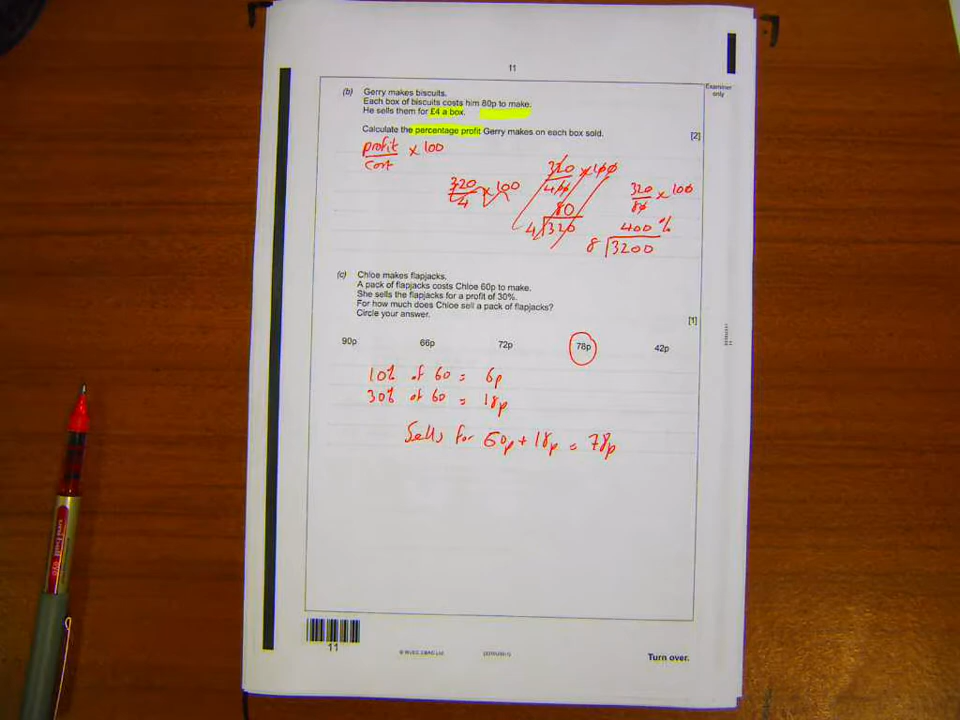 11
Examiner only
(b) Gerry makes biscuits.
Each box of biscuits costs him 80p to make.
He sells them for £4 a box.
Calculate the percentage profit Gerry makes on each box sold.
[2]
profit/cost × 100
320/4 × 100
320/400 × 100
80
4 320
320/80 × 100
400 %
8 3200
(c) Chloe makes flapjacks.
A pack of flapjacks costs Chloe 60p to make.
She sells the flapjacks for a profit of 30%.
For how much does Chloe sell a pack of flapjacks?
Circle your answer.
[1]
90p 66p 72p 78p 42p
10% of 60 = 6p
30% of 60 = 18p
Sells for 60p + 18p = 78p
11
© WJEC CBAC Ltd.
Turn over.